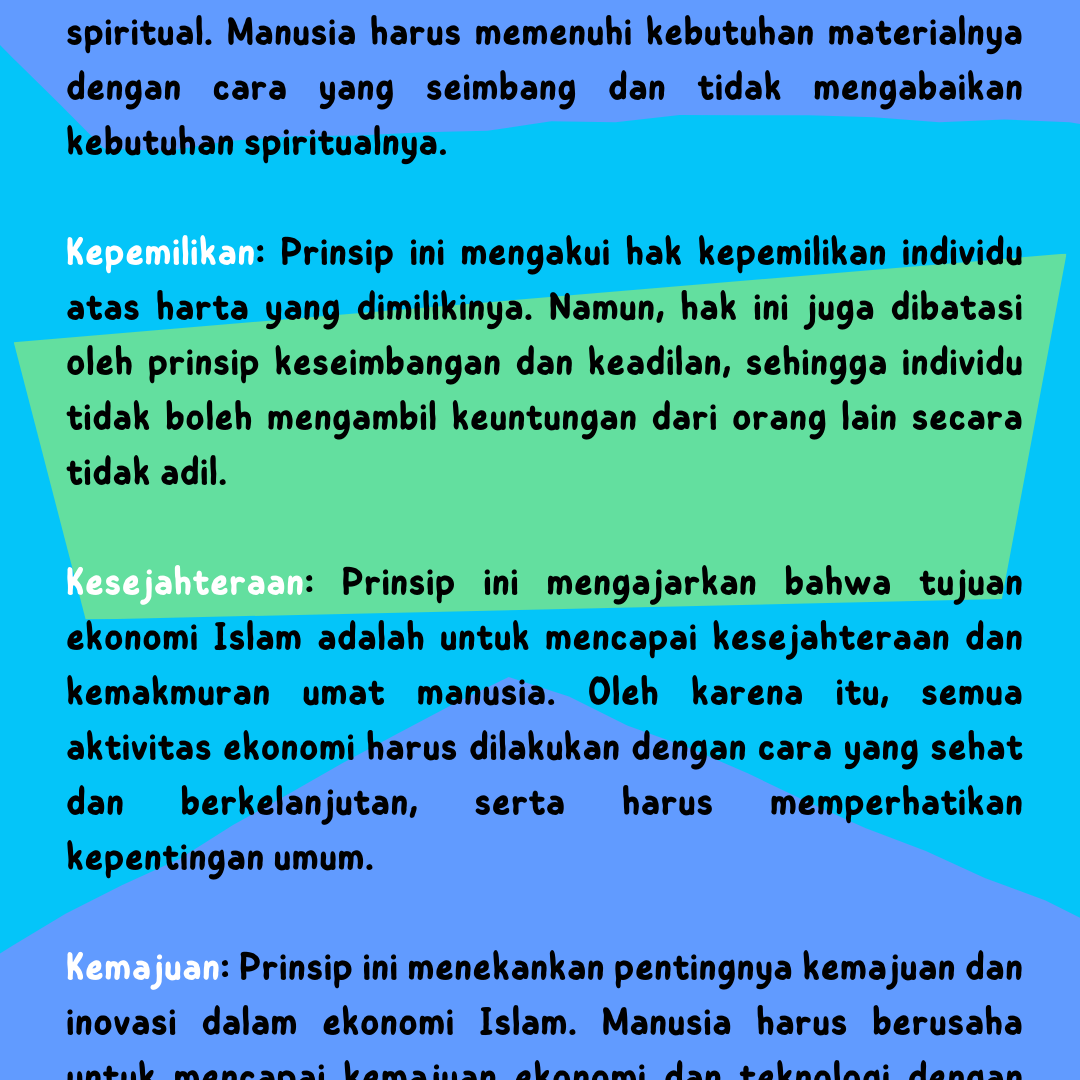 spiritual. Manusia harus memenuhi kebutuhan materialnya
dengan cara yang seimbang dan tidak mengabaikan
kebutuhan spiritualnya.
Kepemilikan: Prinsip ini mengakui hak kepemilikan individu
atas harta yang dimilikinya. Namun, hak ini juga dibatasi
oleh prinsip keseimbangan dan keadilan, sehingga individu
tidak boleh mengambil keuntungan dari orang lain secara
tidak adil.
Kesejahteraan: Prinsip ini mengajarkan bahwa tujuan
ekonomi Islam adalah untuk mencapai kesejahteraan dan
kemakmuran umat manusia. Oleh karena itu, semua
aktivitas ekonomi harus dilakukan dengan cara yang sehat
dan berkelanjutan, serta harus memperhatikan
kepentingan umum.
Kemajuan: Prinsip ini menekankan pentingnya kemajuan dan
inovasi dalam ekonomi Islam. Manusia harus berusaha
untuk mencapai kemajuan ekonomi dan teknologi dengan